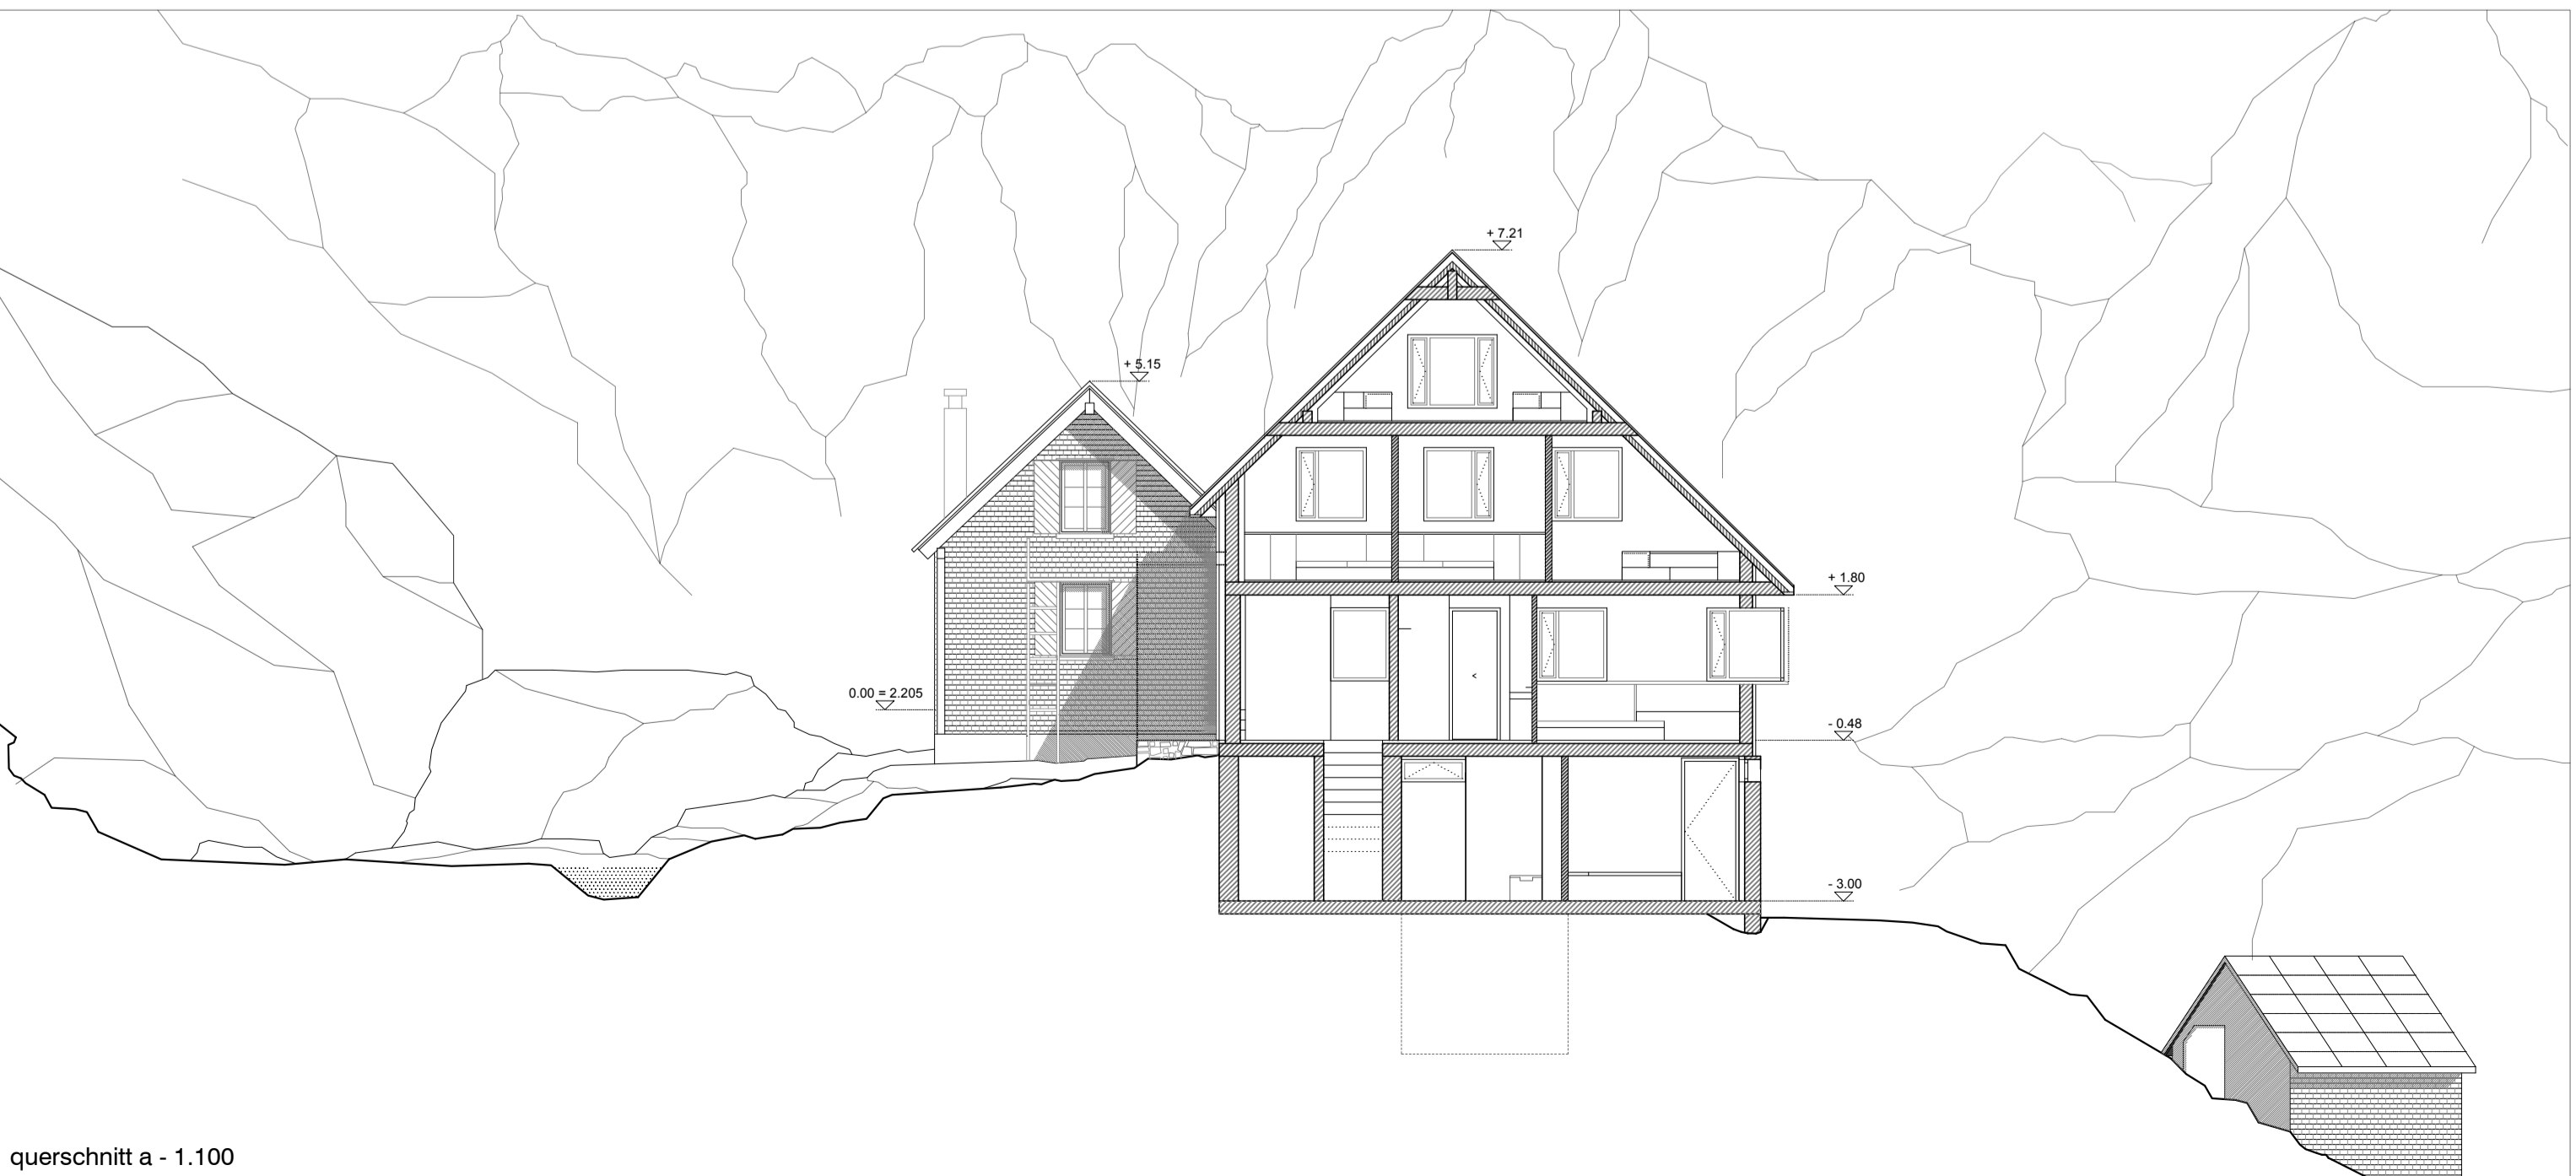 + 7.21
+ 5.15
+ 1.80
0.00 = 2.205
- 0.48
- 3.00
querschnitt a - 1.100